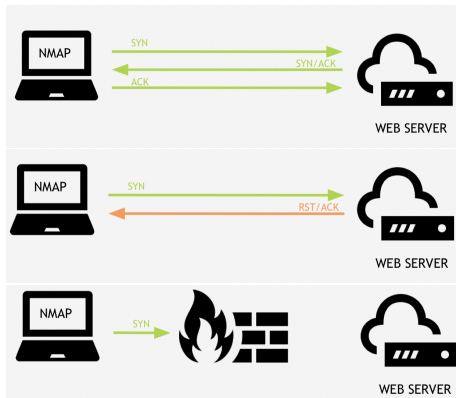 SYN
NMAP
SYN/ACK
ACK
WEB SERVER
NMAP
SYN
RST/ACK
WEB SERVER
NMAP
SYN
WEB SERVER